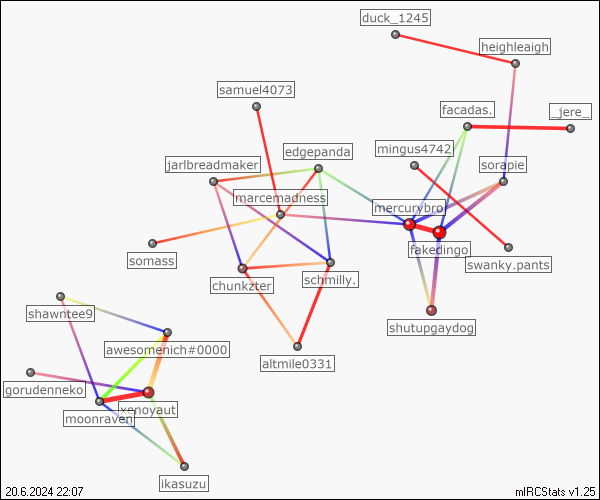 duck_1245
heighleaigh
samuel4073
facadas.
_jere_
mingus4742
edgepanda
jarlbreadmaker
sorapie
marcemadness
mercurybro
fakedingo
somass
swanky.pants
chunkzter
schmilly.
shawntee9
shutupgaydog
awesomenich#0000
altmile0331
gorudenneko
xenoyaut
moonraven
ikasuzu
20.6.2024 22:07
mIRCStats v1.25